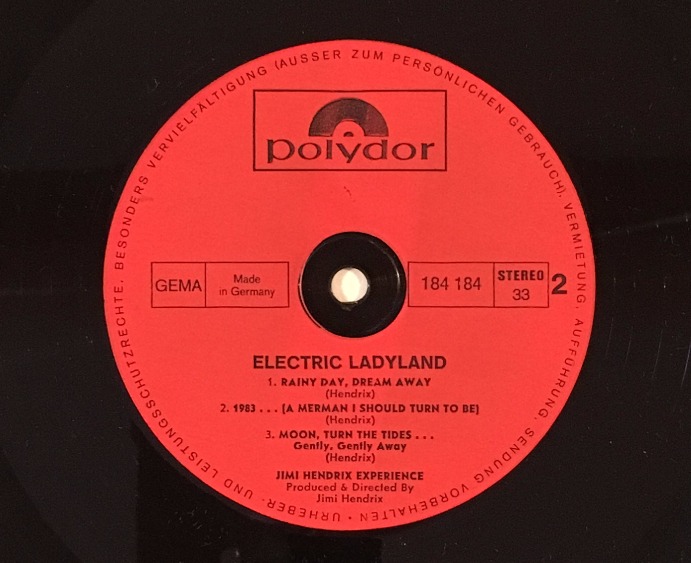 URHEBER- UND LEISTUNGSSCHUTZRECHTE, BESONDERS VERVIELFÄLTIGUNG (AUSSER ZUM PERSÖNLICHEN GEBRAUCH), VERMIETUNG, AUFFÜHRUNG, SENDUNG VORBEHALTEN •
polydor
GEMA
Made
in Germany
184 184
STEREO
33
2
ELECTRIC LADYLAND
1. RAINY DAY, DREAM AWAY
(Hendrix)
2. 1983 . . . (A MERMAN I SHOULD TURN TO BE)
(Hendrix)
3. MOON, TURN THE TIDES . . .
Gently, Gently Away
(Hendrix)
JIMI HENDRIX EXPERIENCE
Produced & Directed By
Jimi Hendrix